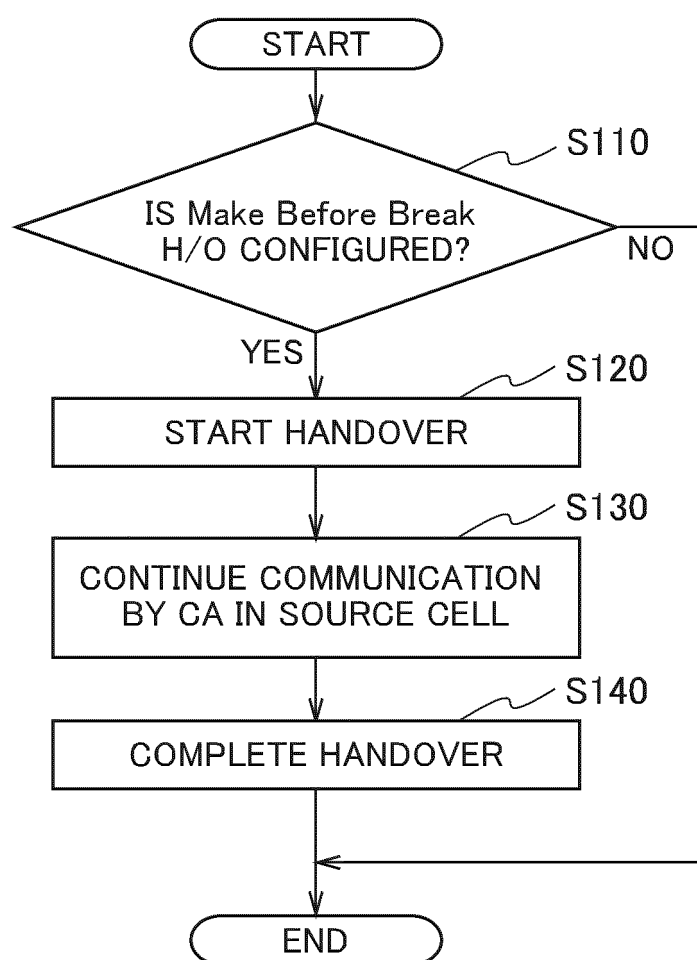 START
S110
IS Make Before Break
H/O CONFIGURED?
NO
YES
S120
START HANDOVER
S130
CONTINUE COMMUNICATION
BY CA IN SOURCE CELL
S140
COMPLETE HANDOVER
END